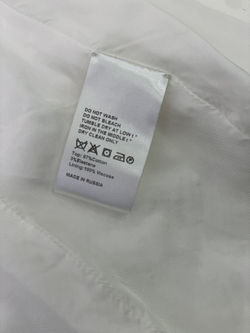 DO NOT WASH
DO NOT BLEACH
TUMBLE DRY AT LOW t°
IRON IN THE MIDDLE t°
DRY CLEAN ONLY
Top: 97%Cotton
3%Elastane
Lining:100% Viscose
MADE IN RUSSIA